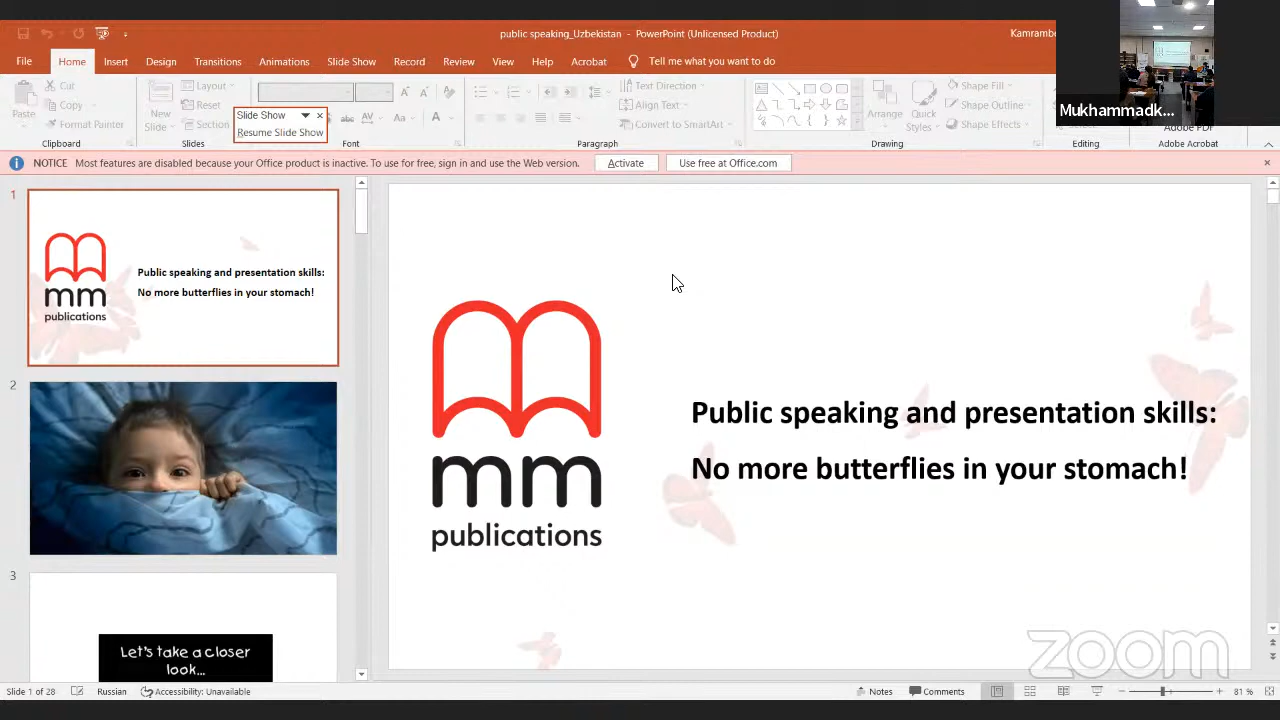 public speaking_Uzbekistan - PowerPoint (Unlicensed Product)
Kamrambe
File Home Insert Design Transitions Animations Slide Show Record Review View Help Acrobat Tell me what you want to do
Mukhammadk...
Paste
Cut
Copy
Format Painter
Clipboard
New Slide
Layout
Reset
Section
Slides
Slide Show
Resume Slide Show
Font
Text Direction
Align Text
Convert to SmartArt
Paragraph
Arrange
Quick Styles
Shape Fill
Shape Outline
Shape Effects
Drawing
Editing
Adobe PDF
Adobe Acrobat
NOTICE Most features are disabled because your Office product is inactive. To use for free, sign in and use the Web version. Activate Use free at Office.com
1
mm
publications
Public speaking and presentation skills:
No more butterflies in your stomach!
2
3
Let's take a closer
look...
mm
publications
Public speaking and presentation skills:
No more butterflies in your stomach!
zoom
Slide 1 of 28 Russian Accessibility: Unavailable Notes Comments 81 %